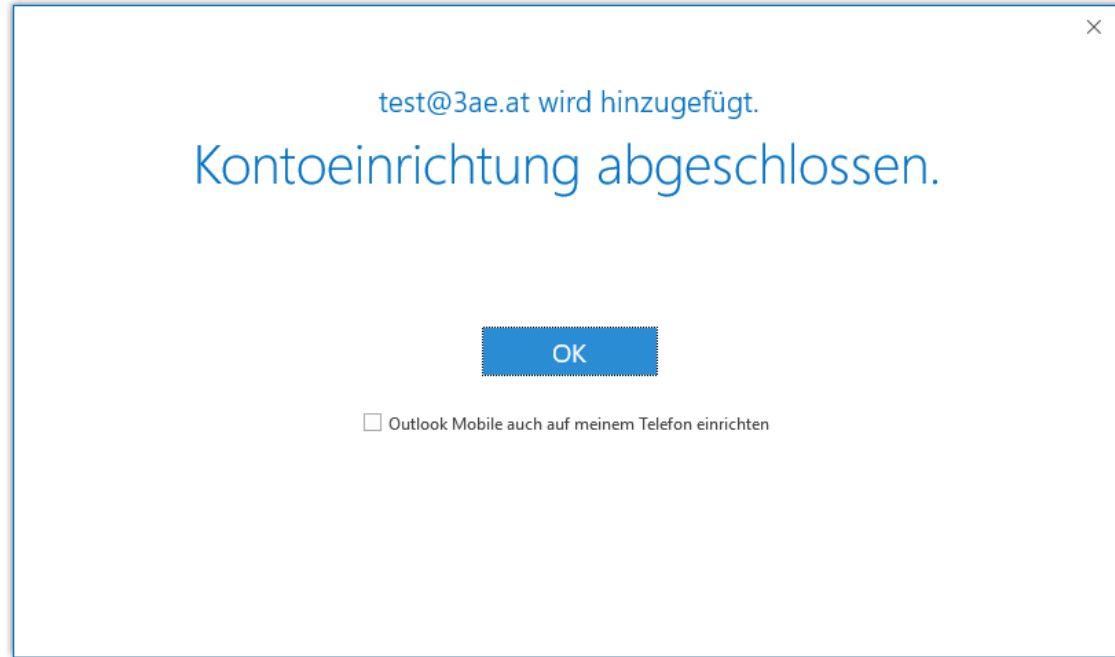 test@3ae.at wird hinzugefügt.
Kontoeinrichtung abgeschlossen.
OK
Outlook Mobile auch auf meinem Telefon einrichten